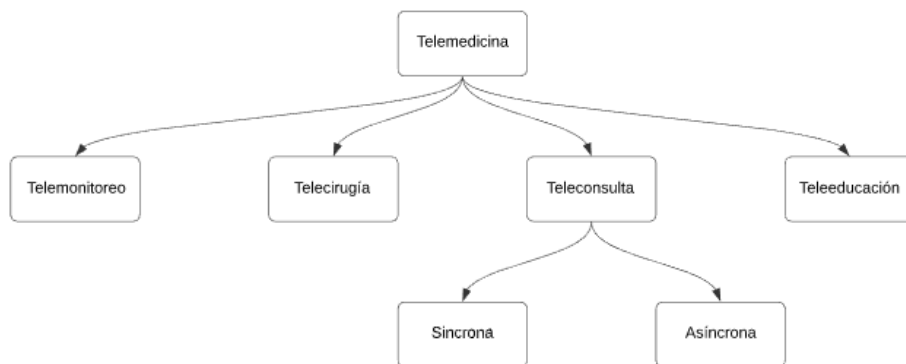 Telemedicina
Telemonitoreo
Telecirugía
Teleconsulta
Teleeducación
Sincrona
Asíncrona